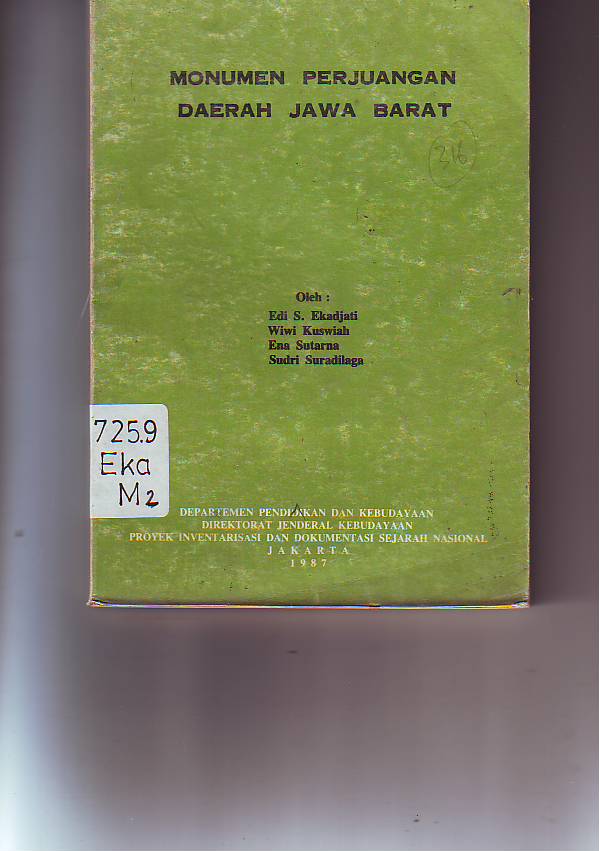 MONUMEN PERJUANGAN
DAERAH JAWA BARAT
316
Oleh :
Edi S. Ekadjati
Wiwi Kuswiah
Ena Sutarna
Sudri Suradilaga
725.9
Eka
M2
DEPARTEMEN PENDIDIKAN DAN KEBUDAYAAN
DIREKTORAT JENDERAL KEBUDAYAAN
PROYEK INVENTARISASI DAN DOKUMENTASI SEJARAH NASIONAL
JAKARTA
1987